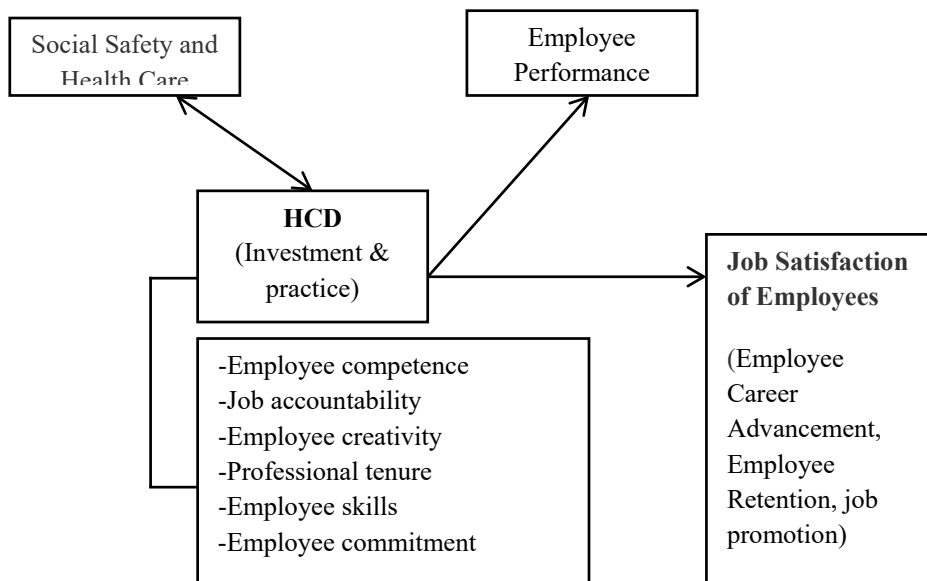 Social Safety and
Health Care
Employee
Performance
HCD
(Investment &
practice)
-Employee competence
-Job accountability
-Employee creativity
-Professional tenure
-Employee skills
-Employee commitment
Job Satisfaction
of Employees
(Employee
Career
Advancement,
Employee
Retention, job
promotion)